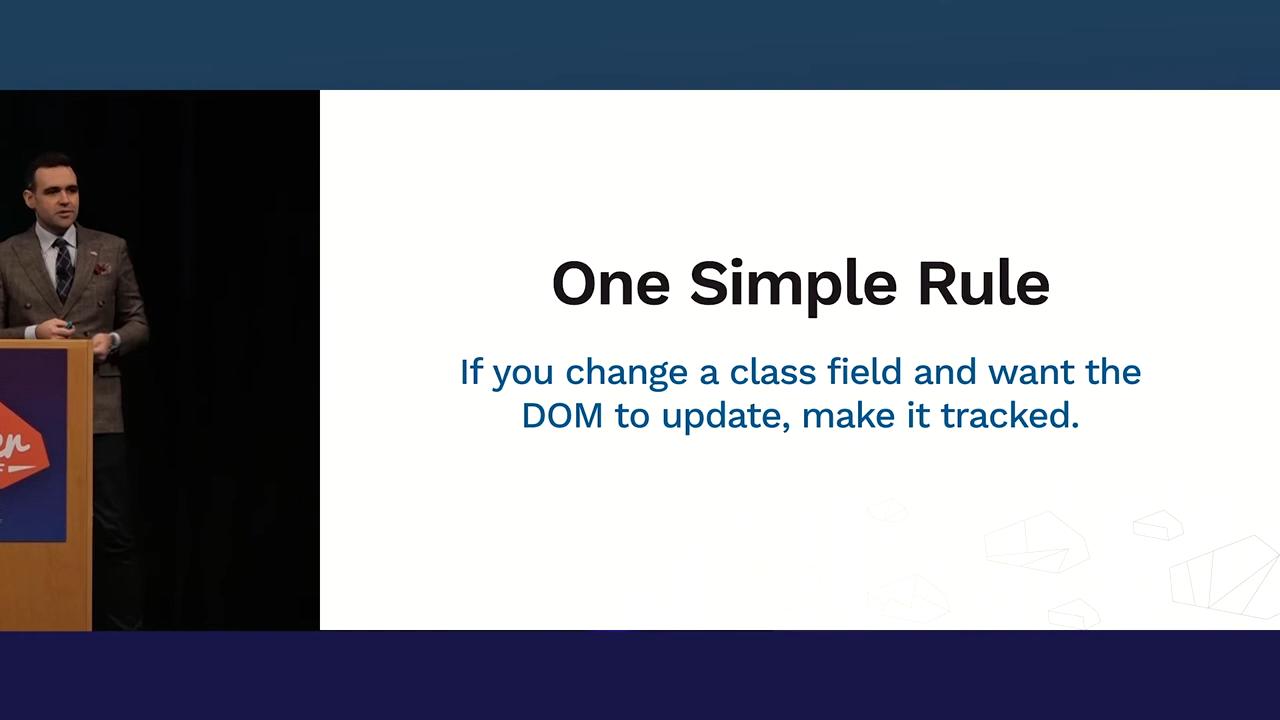 One Simple Rule
If you change a class field and want the
DOM to update, make it tracked.